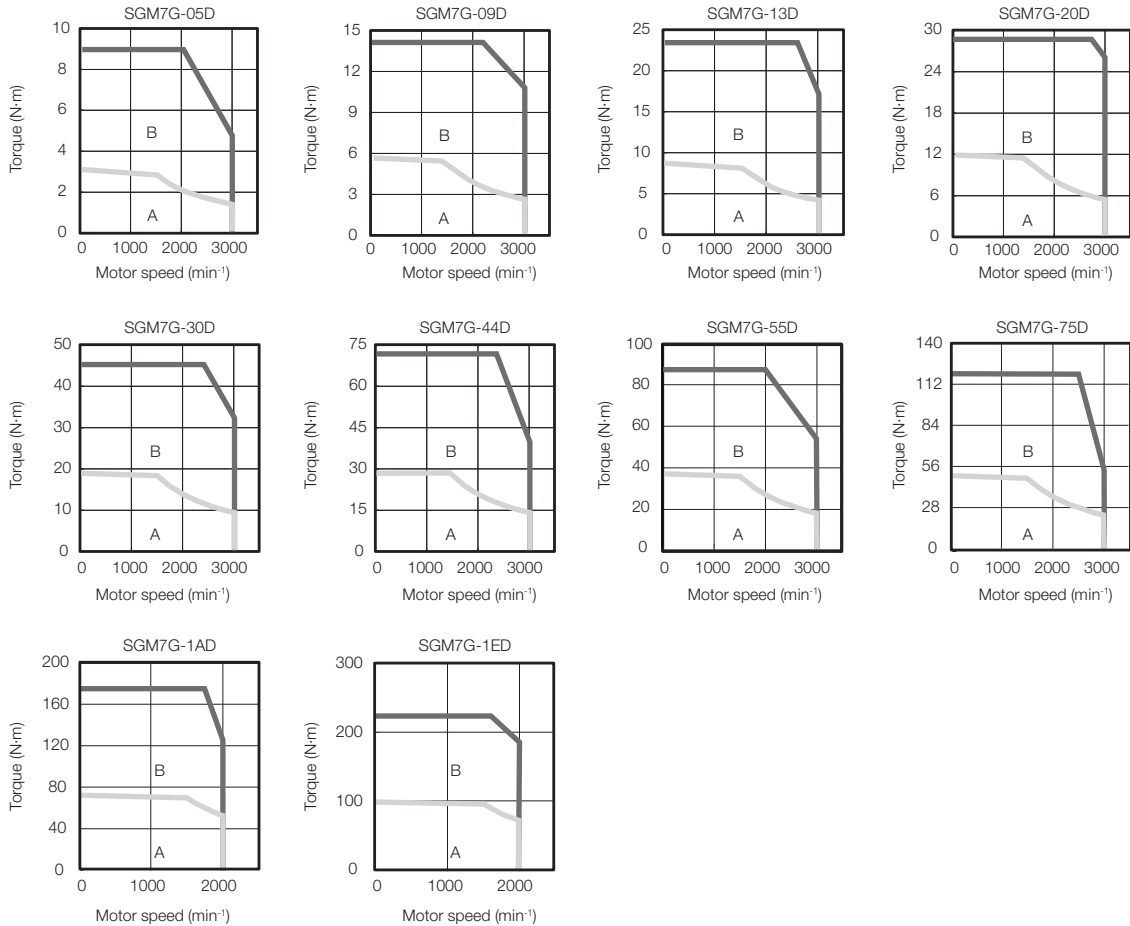 SGM7G-05D
Torque (N·m)
10
8
6
4
2
0
B
A
0 1000 2000 3000
Motor speed (min⁻¹)
SGM7G-09D
Torque (N·m)
15
12
9
6
3
0
B
A
0 1000 2000 3000
Motor speed (min⁻¹)
SGM7G-13D
Torque (N·m)
25
20
15
10
5
0
B
A
0 1000 2000 3000
Motor speed (min⁻¹)
SGM7G-20D
Torque (N·m)
30
24
18
12
6
0
B
A
0 1000 2000 3000
Motor speed (min⁻¹)
SGM7G-30D
Torque (N·m)
50
40
30
20
10
0
B
A
0 1000 2000 3000
Motor speed (min⁻¹)
SGM7G-44D
Torque (N·m)
75
60
45
30
15
0
B
A
0 1000 2000 3000
Motor speed (min⁻¹)
SGM7G-55D
Torque (N·m)
100
80
60
40
20
0
B
A
0 1000 2000 3000
Motor speed (min⁻¹)
SGM7G-75D
Torque (N·m)
140
112
84
56
28
0
B
A
0 1000 2000 3000
Motor speed (min⁻¹)
SGM7G-1AD
Torque (N·m)
200
160
120
80
40
0
B
A
0 1000 2000
Motor speed (min⁻¹)
SGM7G-1ED
Torque (N·m)
300
200
100
0
B
A
0 1000 2000
Motor speed (min⁻¹)